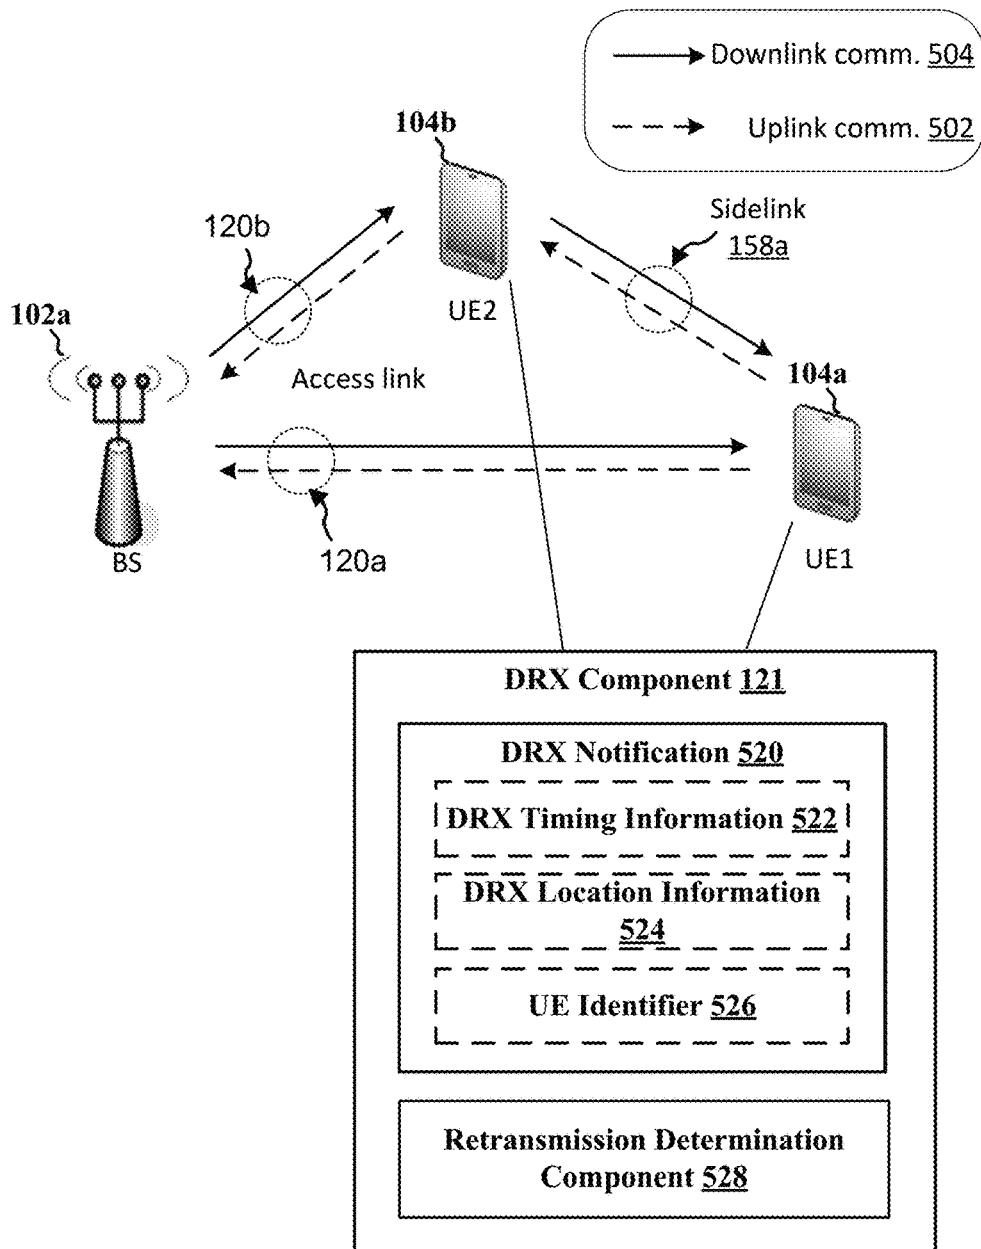 Downlink comm. 504
Uplink comm. 502
104b
Sidelink
158a
120b
UE2
102a
Access link
104a
120a
BS
UE1
DRX Component 121
DRX Notification 520
DRX Timing Information 522
DRX Location Information
524
UE Identifier 526
Retransmission Determination
Component 528